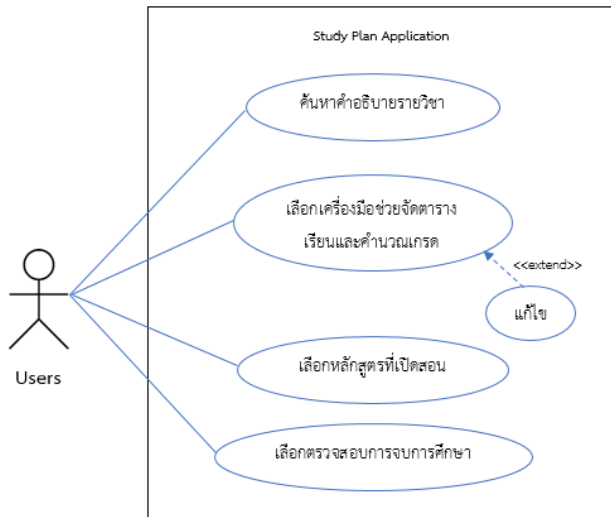 Study Plan Application
ค้นหาคำอธิบายรายวิชา
เลือกเครื่องมือช่วยจัดตาราง
เรียนและคำนวณเกรด
<<extend>>
แก้ไข
เลือกหลักสูตรที่เปิดสอน
Users
เลือกตรวจสอบการจบการศึกษา